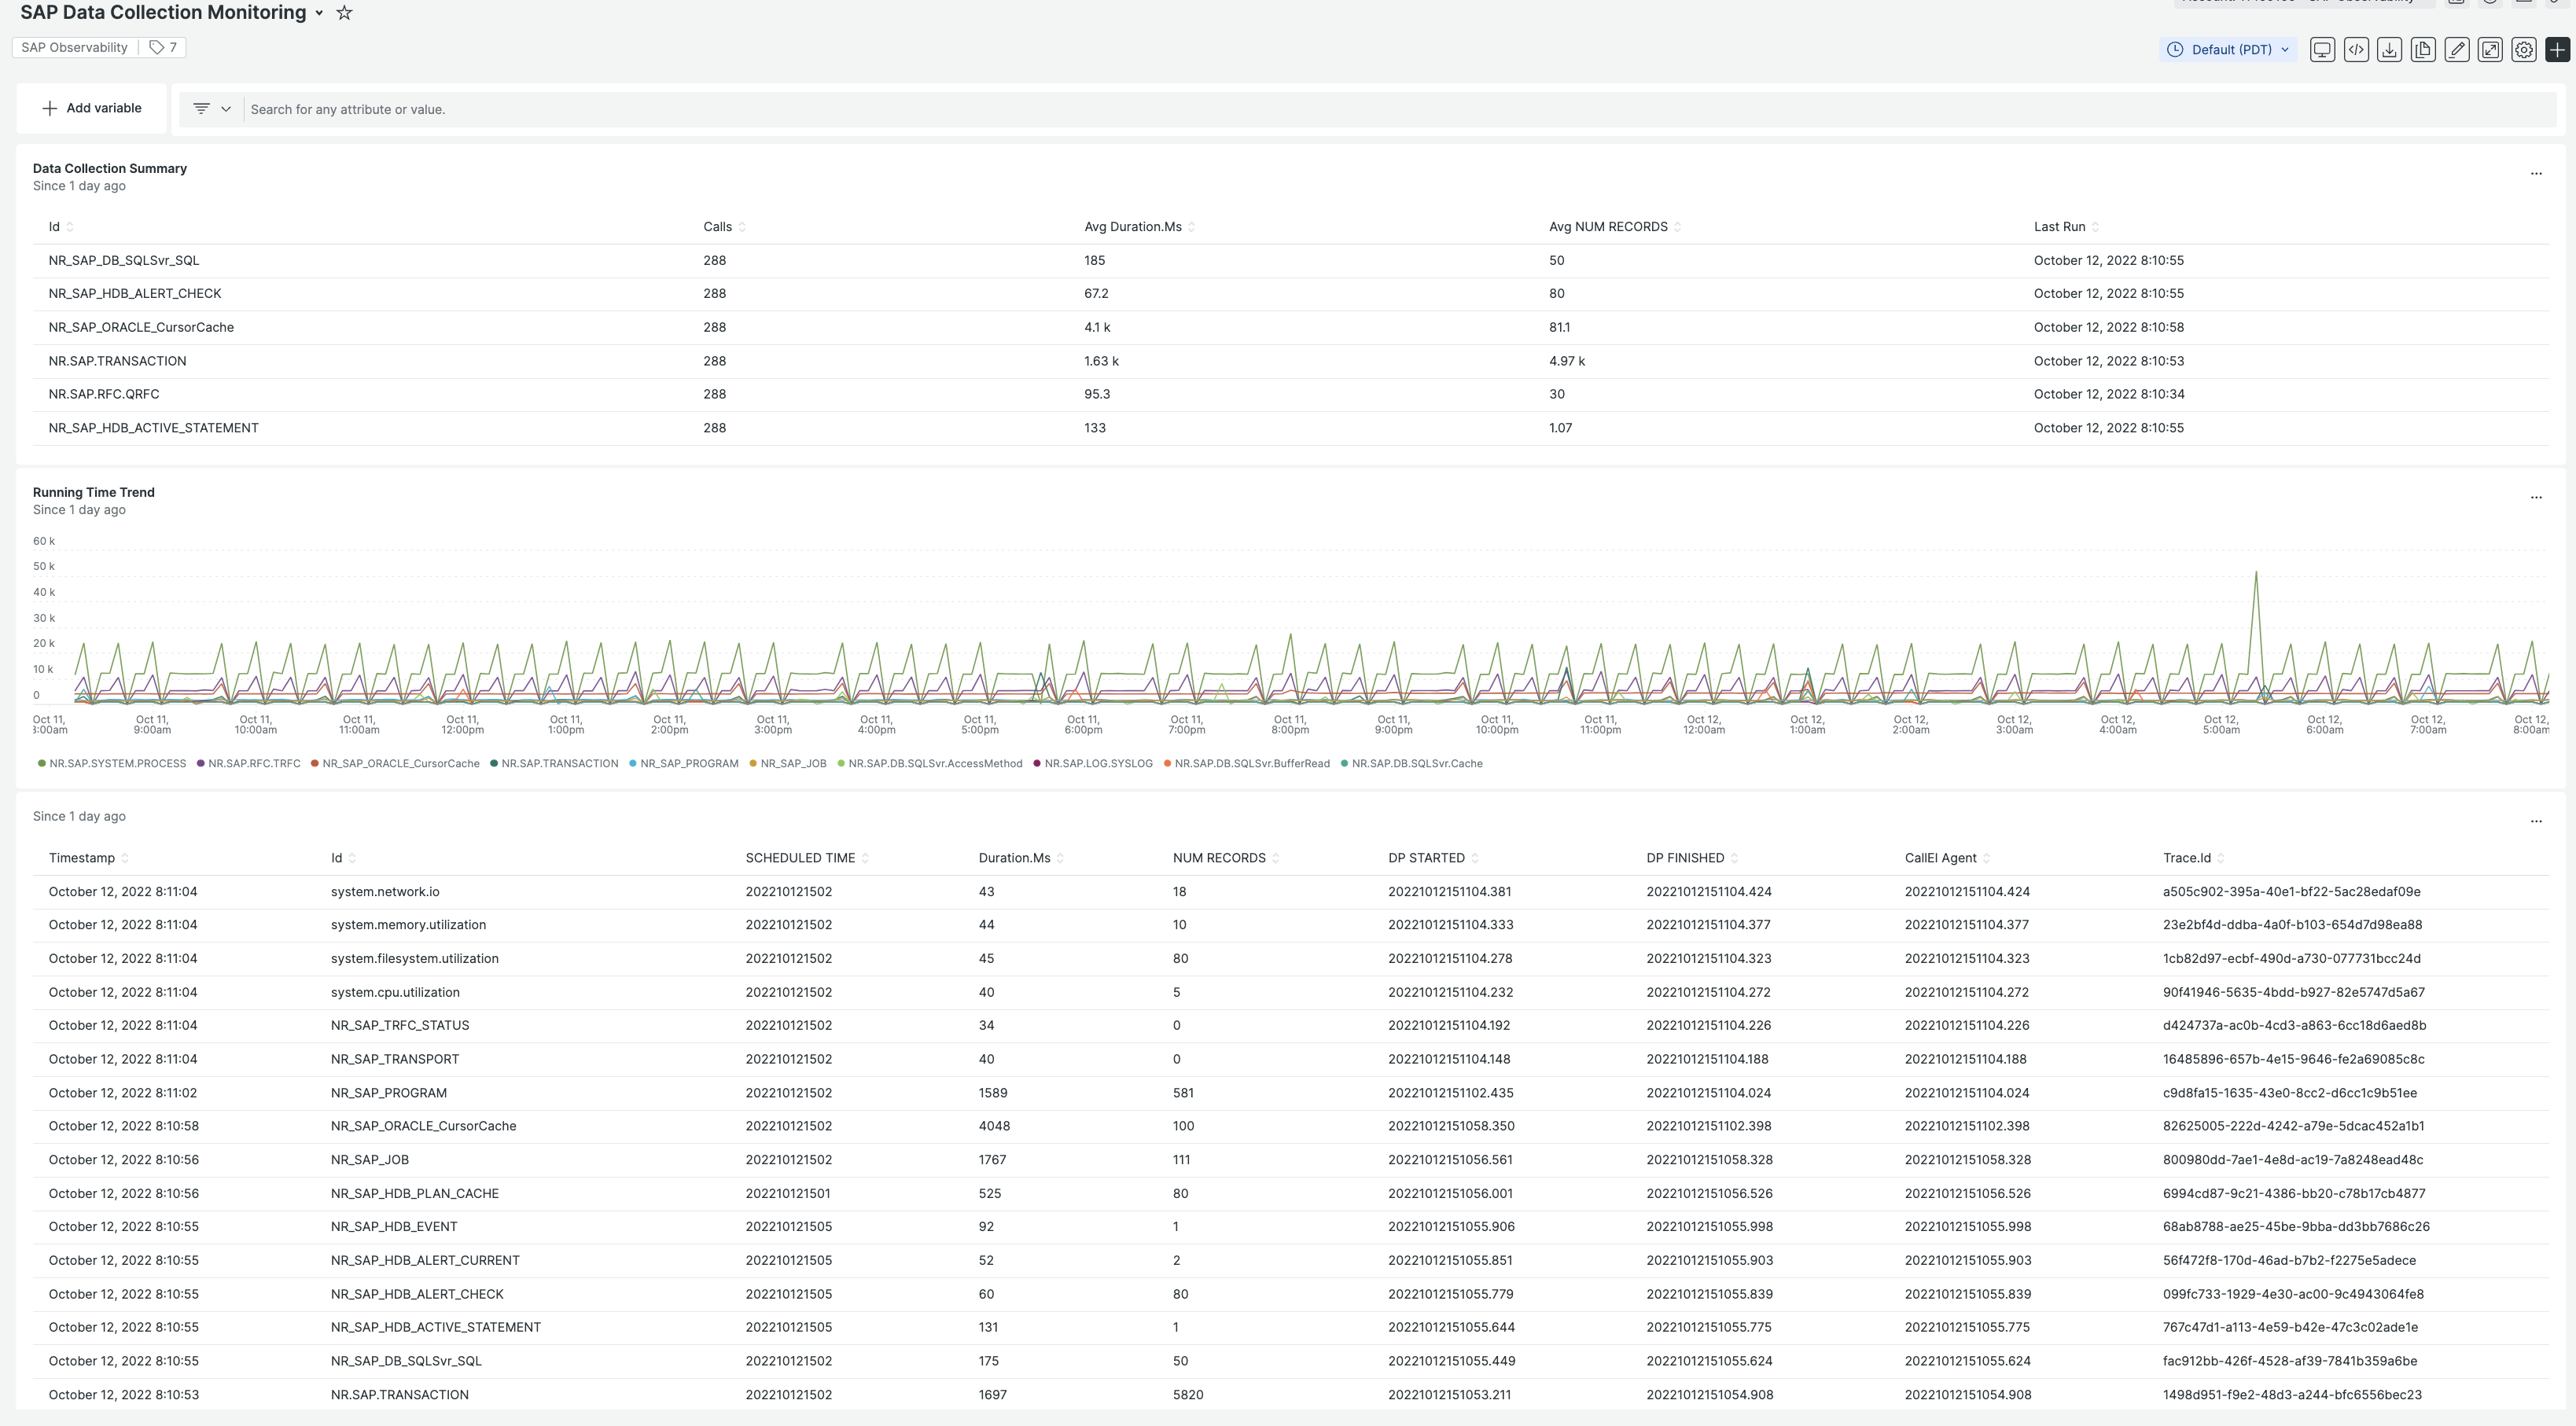 SAP Data Collection Monitoring
SAP Observability 7
Default (PDT)
Add variable
Search for any attribute or value.
Data Collection Summary
Since 1 day ago
Id Calls Avg Duration.Ms Avg NUM RECORDS Last Run
NR_SAP_DB_SQLSvr_SQL 288 185 50 October 12, 2022 8:10:55
NR_SAP_HDB_ALERT_CHECK 288 67.2 80 October 12, 2022 8:10:55
NR_SAP_ORACLE_CursorCache 288 4.1 k 81.1 October 12, 2022 8:10:58
NR.SAP.TRANSACTION 288 1.63 k 4.97 k October 12, 2022 8:10:53
NR.SAP.RFC.QRFC 288 95.3 30 October 12, 2022 8:10:34
NR_SAP_HDB_ACTIVE_STATEMENT 288 133 1.07 October 12, 2022 8:10:55
Running Time Trend
Since 1 day ago
60 k
50 k
40 k
30 k
20 k
10 k
0
Oct 11, Oct 11, Oct 11, Oct 11, Oct 11, Oct 11, Oct 11, Oct 11, Oct 11, Oct 11, Oct 11, Oct 11, Oct 11, Oct 11, Oct 11, Oct 11, Oct 12, Oct 12, Oct 12, Oct 12, Oct 12, Oct 12, Oct 12, Oct 12, Oct 12,
:00am 9:00am 10:00am 11:00am 12:00pm 1:00pm 2:00pm 3:00pm 4:00pm 5:00pm 6:00pm 7:00pm 8:00pm 9:00pm 10:00pm 11:00pm 12:00am 1:00am 2:00am 3:00am 4:00am 5:00am 6:00am 7:00am 8:00am
NR.SAP.SYSTEM.PROCESS NR.SAP.RFC.TRFC NR_SAP_ORACLE_CursorCache NR.SAP.TRANSACTION NR_SAP_PROGRAM NR_SAP_JOB NR.SAP.DB.SQLSvr.AccessMethod NR.SAP.LOG.SYSLOG NR.SAP.DB.SQLSvr.BufferRead NR.SAP.DB.SQLSvr.Cache
Since 1 day ago
Timestamp Id SCHEDULED TIME Duration.Ms NUM RECORDS DP STARTED DP FINISHED CallEI Agent Trace.Id
October 12, 2022 8:11:04 system.network.io 202210121502 43 18 20221012151104.381 20221012151104.424 20221012151104.424 a505c902-395a-40e1-bf22-5ac28edaf09e
October 12, 2022 8:11:04 system.memory.utilization 202210121502 44 10 20221012151104.333 20221012151104.377 20221012151104.377 23e2bf4d-ddba-4a0f-b103-654d7d98ea88
October 12, 2022 8:11:04 system.filesystem.utilization 202210121502 45 80 20221012151104.278 20221012151104.323 20221012151104.323 1cb82d97-ecbf-490d-a730-077731bcc24d
October 12, 2022 8:11:04 system.cpu.utilization 202210121502 40 5 20221012151104.232 20221012151104.272 20221012151104.272 90f41946-5635-4bdd-b927-82e5747d5a67
October 12, 2022 8:11:04 NR_SAP_TRFC_STATUS 202210121502 34 0 20221012151104.192 20221012151104.226 20221012151104.226 d424737a-ac0b-4cd3-a863-6cc18d6aed8b
October 12, 2022 8:11:04 NR_SAP_TRANSPORT 202210121502 40 0 20221012151104.148 20221012151104.188 20221012151104.188 16485896-657b-4e15-9646-fe2a69085c8c
October 12, 2022 8:11:02 NR_SAP_PROGRAM 202210121502 1589 581 20221012151102.435 20221012151104.024 20221012151104.024 c9d8fa15-1635-43e0-8cc2-d6cc1c9b51ee
October 12, 2022 8:10:58 NR_SAP_ORACLE_CursorCache 202210121502 4048 100 20221012151058.350 20221012151102.398 20221012151102.398 82625005-222d-4242-a79e-5dcac452a1b1
October 12, 2022 8:10:56 NR_SAP_JOB 202210121502 1767 111 20221012151056.561 20221012151058.328 20221012151058.328 800980dd-7ae1-4e8d-ac19-7a8248ead48c
October 12, 2022 8:10:56 NR_SAP_HDB_PLAN_CACHE 202210121501 525 80 20221012151056.001 20221012151056.526 20221012151056.526 6994cd87-9c21-4386-bb20-c78b17cb4877
October 12, 2022 8:10:55 NR_SAP_HDB_EVENT 202210121505 92 1 20221012151055.906 20221012151055.998 20221012151055.998 68ab8788-ae25-45be-9bba-dd3bb7686c26
October 12, 2022 8:10:55 NR_SAP_HDB_ALERT_CURRENT 202210121505 52 2 20221012151055.851 20221012151055.903 20221012151055.903 56f472f8-170d-46ad-b7b2-f2275e5adece
October 12, 2022 8:10:55 NR_SAP_HDB_ALERT_CHECK 202210121505 60 80 20221012151055.779 20221012151055.839 20221012151055.839 099fc733-1929-4e30-ac00-9c4943064fe8
October 12, 2022 8:10:55 NR_SAP_HDB_ACTIVE_STATEMENT 202210121505 131 1 20221012151055.644 20221012151055.775 20221012151055.775 767c47d1-a113-4e59-b42e-47c3c02ade1e
October 12, 2022 8:10:55 NR_SAP_DB_SQLSvr_SQL 202210121502 175 50 20221012151055.449 20221012151055.624 20221012151055.624 fac912bb-426f-4528-af39-7841b359a6be
October 12, 2022 8:10:53 NR.SAP.TRANSACTION 202210121502 1697 5820 20221012151053.211 20221012151054.908 20221012151054.908 1498d951-f9e2-48d3-a244-bfc6556bec23